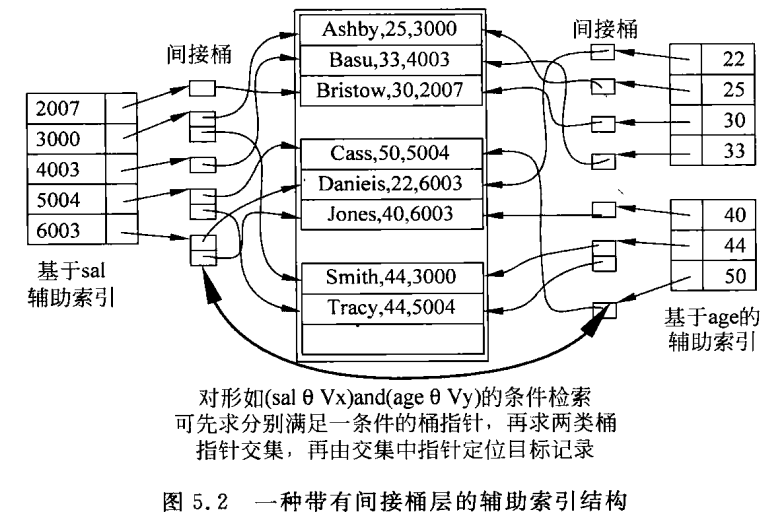 间接桶
2007
3000
4003
5004
6003
基于sal
辅助索引
Ashby,25,3000
Basu,33,4003
Bristow,30,2007
Cass,50,5004
Danieis,22,6003
Jones,40,6003
Smith,44,3000
Tracy,44,5004
间接桶
22
25
30
33
40
44
50
基于age的
辅助索引
对形如(sal θ Vx)and(age θ Vy)的条件检索
可先求分别满足一条件的桶指针，再求两类桶
指针交集，再由交集中指针定位目标记录
图 5.2 一种带有间接桶层的辅助索引结构